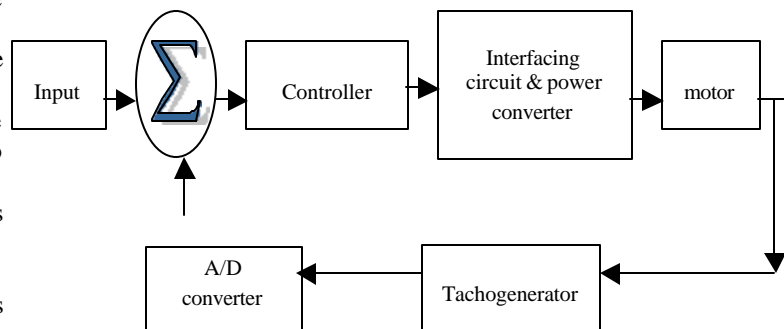 Input
Σ
Controller
Interfacing
circuit & power
converter
motor
A/D
converter
Tachogenerator
e
s
s